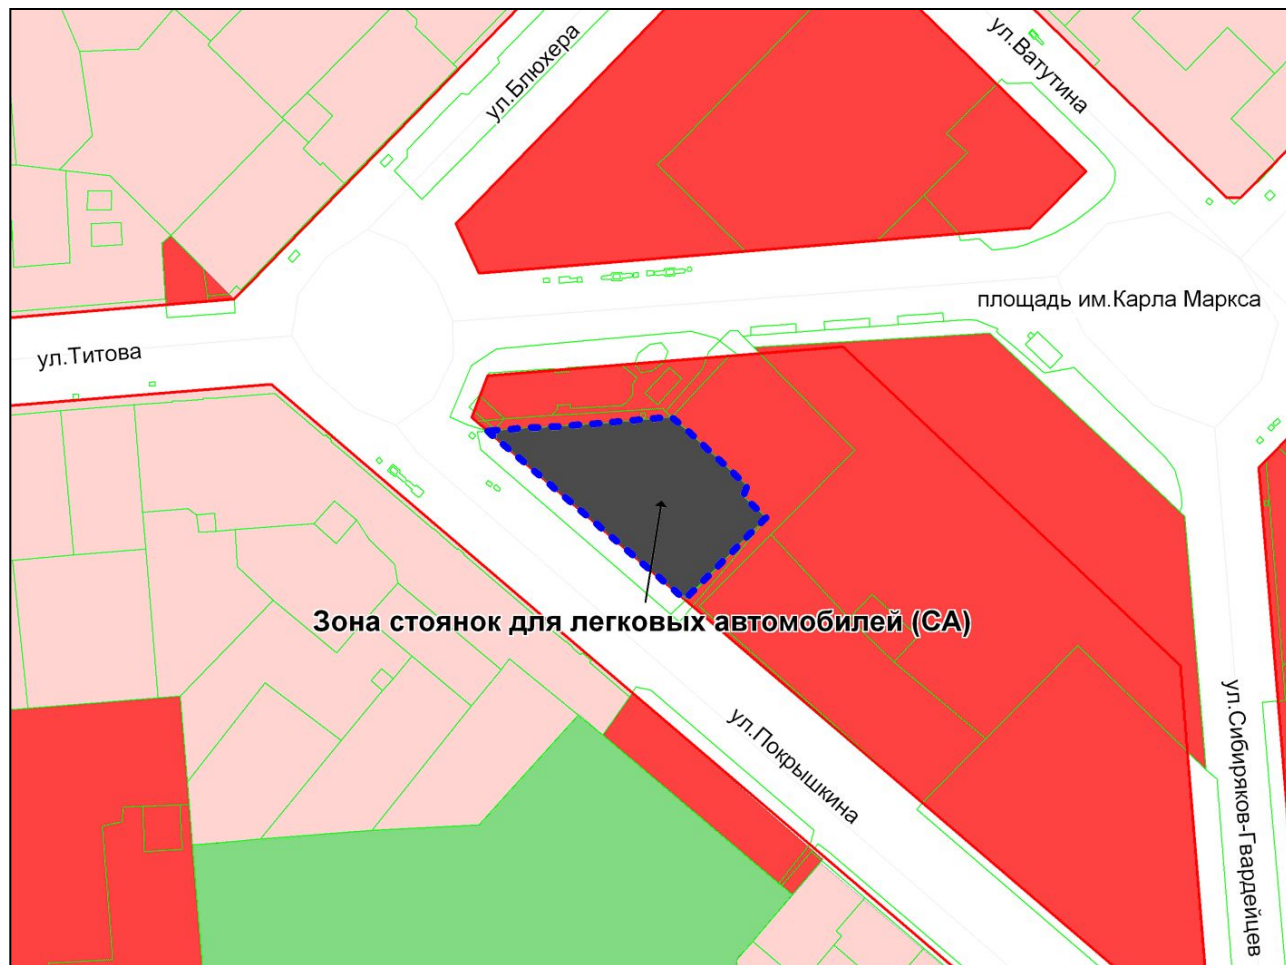 ул.Блюхера
ул.Ватутина
площадь им.Карла Маркса
ул.Титова
Зона стоянок для легковых автомобилей (СА)
ул.Покрышкина
ул.Сибиряков-Гвардейцев